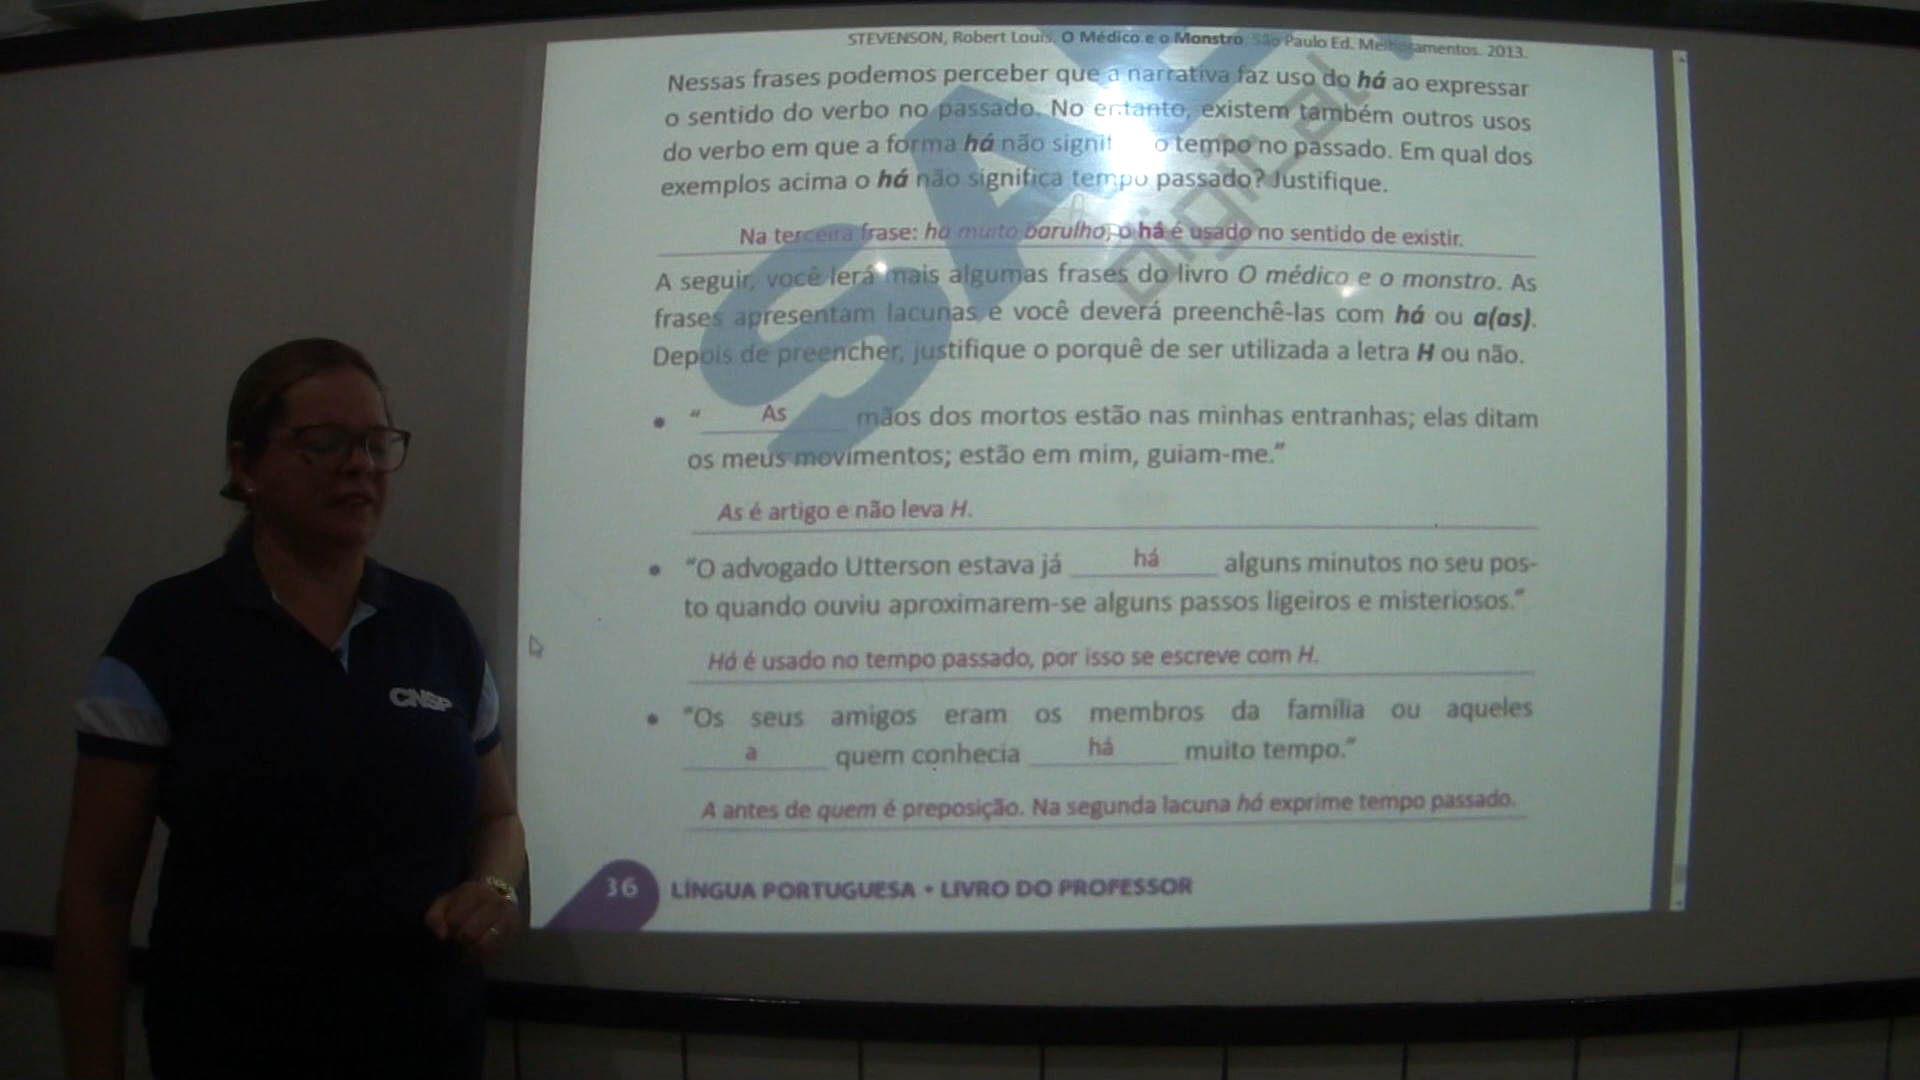 STEVENSON, Robert Louis. O Médico e o Monstro. São Paulo Ed. Melhoramentos. 2013.
Nessas frases podemos perceber que a narrativa faz uso do há ao expressar
o sentido do verbo no passado. No entanto, existem também outros usos
do verbo em que a forma há não signif o tempo no passado. Em qual dos
exemplos acima o há não significa tempo passado? Justifique.
Na terceira frase: há muito barulho; o há é usado no sentido de existir.
A seguir, você lerá mais algumas frases do livro O médico e o monstro. As
frases apresentam lacunas e você deverá preenchê-las com há ou a(as).
Depois de preencher, justifique o porquê de ser utilizada a letra H ou não.
• " As mãos dos mortos estão nas minhas entranhas; elas ditam
os meus movimentos; estão em mim, guiam-me."
As é artigo e não leva H.
• "O advogado Utterson estava já há alguns minutos no seu pos-
to quando ouviu aproximarem-se alguns passos ligeiros e misteriosos."
Há é usado no tempo passado, por isso se escreve com H.
• "Os seus amigos eram os membros da família ou aqueles
a quem conhecia há muito tempo."
A antes de quem é preposição. Na segunda lacuna há exprime tempo passado.
36 LÍNGUA PORTUGUESA • LIVRO DO PROFESSOR
SAE
digital
CNSP